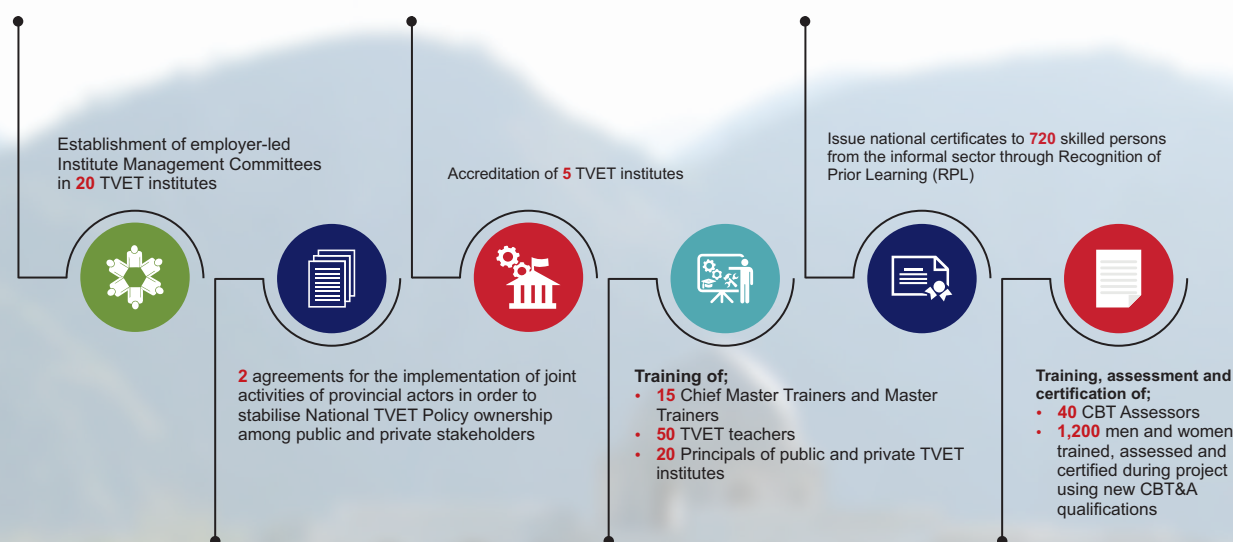 Establishment of employer-led
Institute Management Committees
in 20 TVET institutes
2 agreements for the implementation of joint
activities of provincial actors in order to
stabilise National TVET Policy ownership
among public and private stakeholders
Accreditation of 5 TVET institutes
Training of;
• 15 Chief Master Trainers and Master
Trainers
• 50 TVET teachers
• 20 Principals of public and private TVET
institutes
Issue national certificates to 720 skilled persons
from the informal sector through Recognition of
Prior Learning (RPL)
Training, assessment and
certification of;
• 40 CBT Assessors
• 1,200 men and women
trained, assessed and
certified during project
using new CBT&A
qualifications